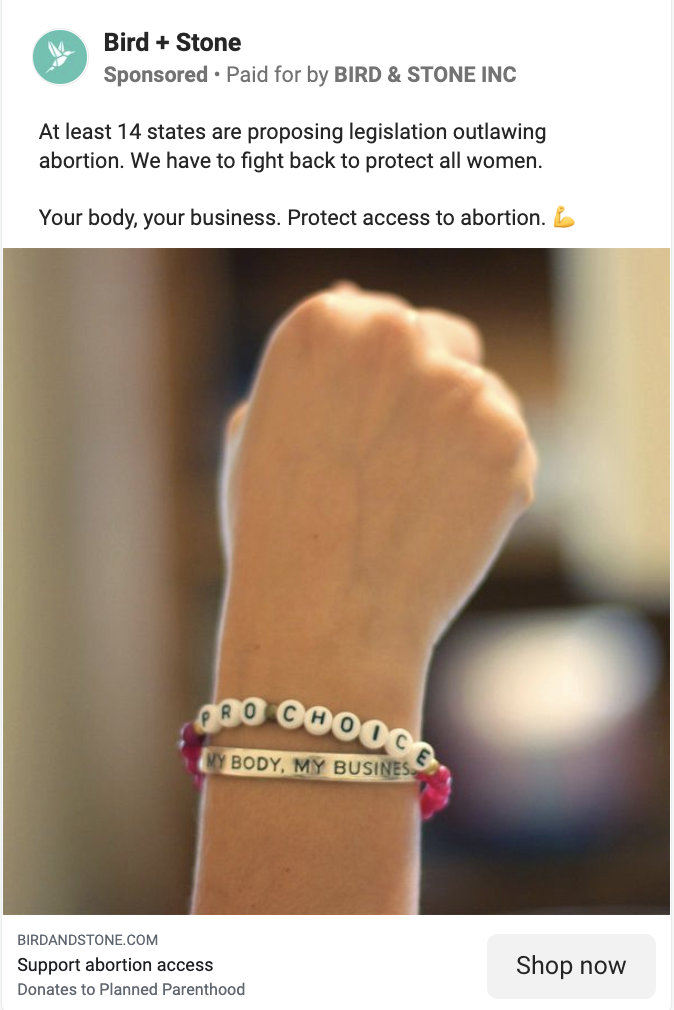 Bird + Stone
Sponsored • Paid for by BIRD & STONE INC
At least 14 states are proposing legislation outlawing
abortion. We have to fight back to protect all women.
Your body, your business. Protect access to abortion. 💪
PRO CHOICE
MY BODY, MY BUSINESS
BIRDANDSTONE.COM
Support abortion access
Donates to Planned Parenthood
Shop now